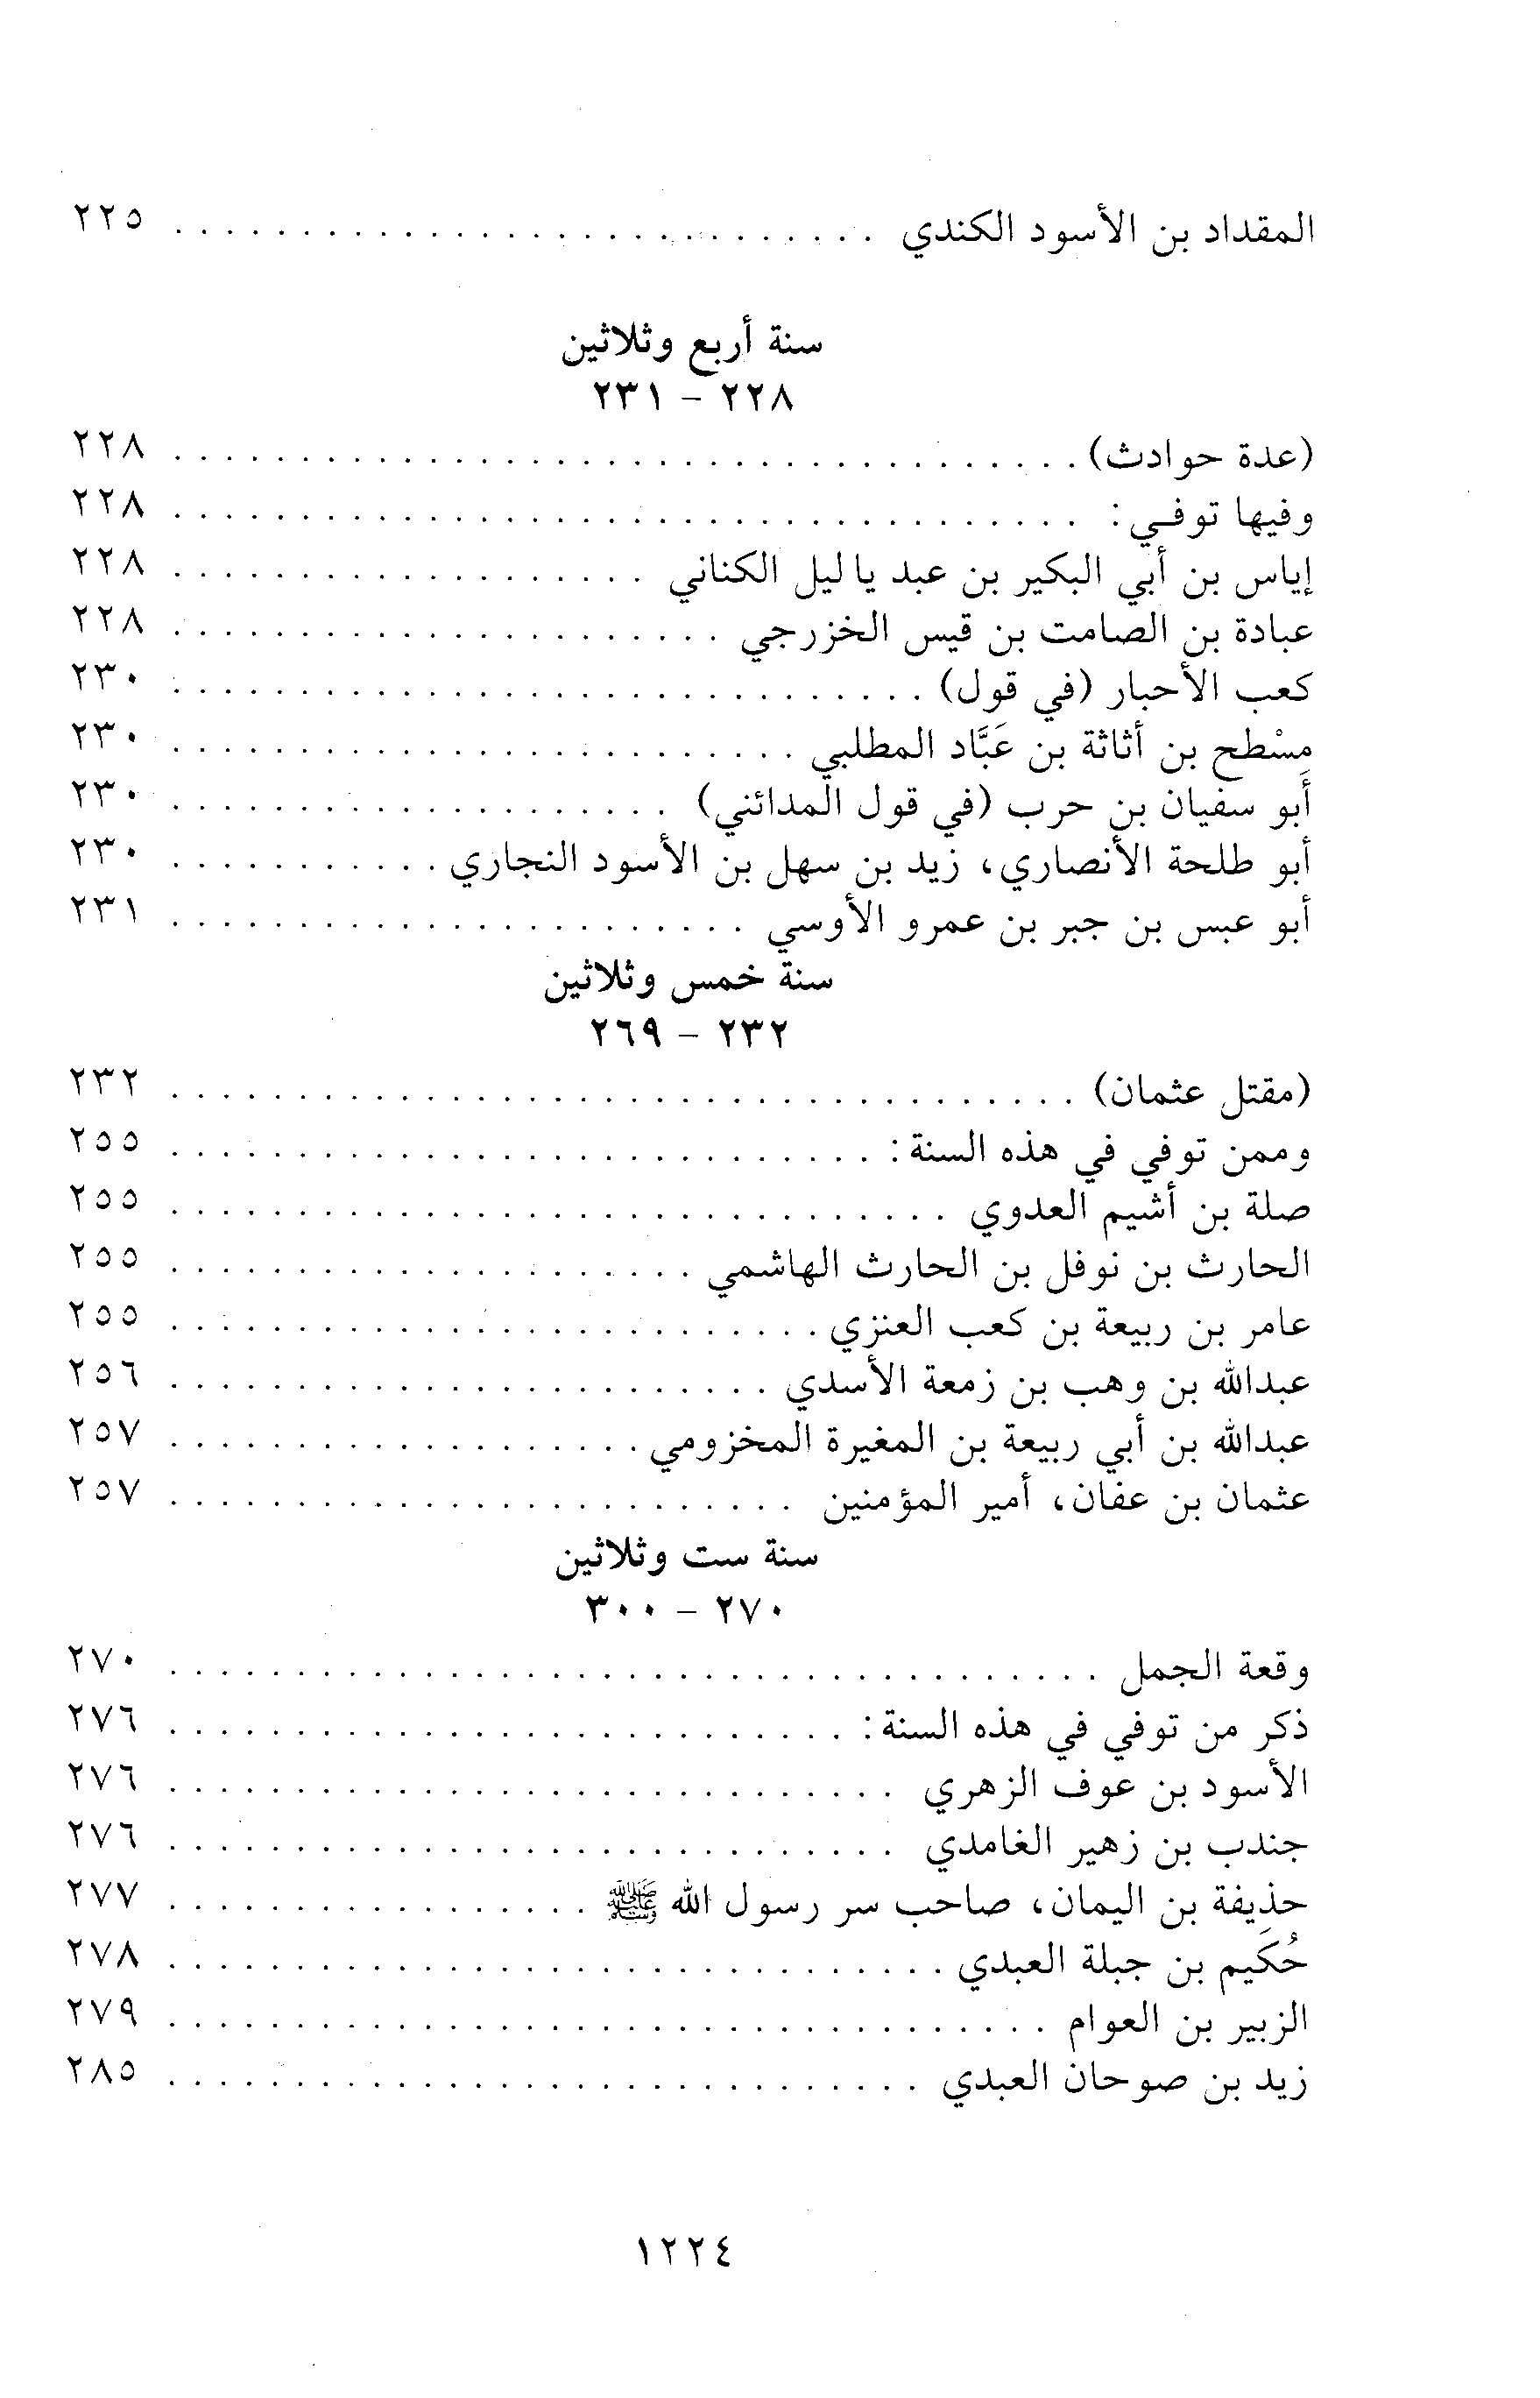 المقداد بن الأسود الكندي . . . . . . . . . . . . . . . . . . . . . . . . . . . . ٢٢٥
سنة أربع وثلاثين
٢٢٨ - ٢٣١
(عدة حوادث) . . . . . . . . . . . . . . . . . . . . . . . . . . . . . . . . . . . . ٢٢٨
وفيها توفـي : . . . . . . . . . . . . . . . . . . . . . . . . . . . . . . . . . . . . ٢٢٨
إياس بن أبي البكير بن عبد يا ليل الكناني . . . . . . . . . . . . . . . . . . . ٢٢٨
عبادة بن الصامت بن قيس الخزرجي . . . . . . . . . . . . . . . . . . . . . . ٢٢٨
كعب الأحبار (في قول) . . . . . . . . . . . . . . . . . . . . . . . . . . . . . . ٢٣٠
مِسْطح بن أثاثة بن عَبَّاد المطلبي . . . . . . . . . . . . . . . . . . . . . . . . . ٢٣٠
أَبو سفيان بن حرب (في قول المدائني) . . . . . . . . . . . . . . . . . . . . ٢٣٠
أبو طلحة الأنصاري، زيد بن سهل بن الأسود النجاري . . . . . . . . . . . ٢٣٠
أبو عبس بن جبر بن عمرو الأوسي . . . . . . . . . . . . . . . . . . . . . . . ٢٣١
سنة خمس وثلاثين
٢٣٢ - ٢٦٩
(مقتل عثمان) . . . . . . . . . . . . . . . . . . . . . . . . . . . . . . . . . . . . ٢٣٢
وممن توفي في هذه السنة: . . . . . . . . . . . . . . . . . . . . . . . . . . . . ٢٥٥
صلة بن أشيم العدوي . . . . . . . . . . . . . . . . . . . . . . . . . . . . . . . ٢٥٥
الحارث بن نوفل بن الحارث الهاشمي . . . . . . . . . . . . . . . . . . . . . ٢٥٥
عامر بن ربيعة بن كعب العنزي . . . . . . . . . . . . . . . . . . . . . . . . . . ٢٥٥
عبدالله بن وهب بن زمعة الأسدي . . . . . . . . . . . . . . . . . . . . . . . . ٢٥٦
عبدالله بن أبي ربيعة بن المغيرة المخزومي . . . . . . . . . . . . . . . . . . . ٢٥٧
عثمان بن عفان، أمير المؤمنين . . . . . . . . . . . . . . . . . . . . . . . . . ٢٥٧
سنة ست وثلاثين
٢٧٠ - ٣٠٠
وقعة الجمل . . . . . . . . . . . . . . . . . . . . . . . . . . . . . . . . . . . . . ٢٧٠
ذكر من توفي في هذه السنة: . . . . . . . . . . . . . . . . . . . . . . . . . . . ٢٧٦
الأسود بن عوف الزهري . . . . . . . . . . . . . . . . . . . . . . . . . . . . . ٢٧٦
جندب بن زهير الغامدي . . . . . . . . . . . . . . . . . . . . . . . . . . . . . ٢٧٦
حذيفة بن اليمان، صاحب سر رسول الله ﷺ . . . . . . . . . . . . . . . . . ٢٧٧
حُكَيم بن جبلة العبدي . . . . . . . . . . . . . . . . . . . . . . . . . . . . . . . ٢٧٨
الزبير بن العوام . . . . . . . . . . . . . . . . . . . . . . . . . . . . . . . . . . . ٢٧٩
زيد بن صوحان العبدي . . . . . . . . . . . . . . . . . . . . . . . . . . . . . . ٢٨٥
١٢٢٤